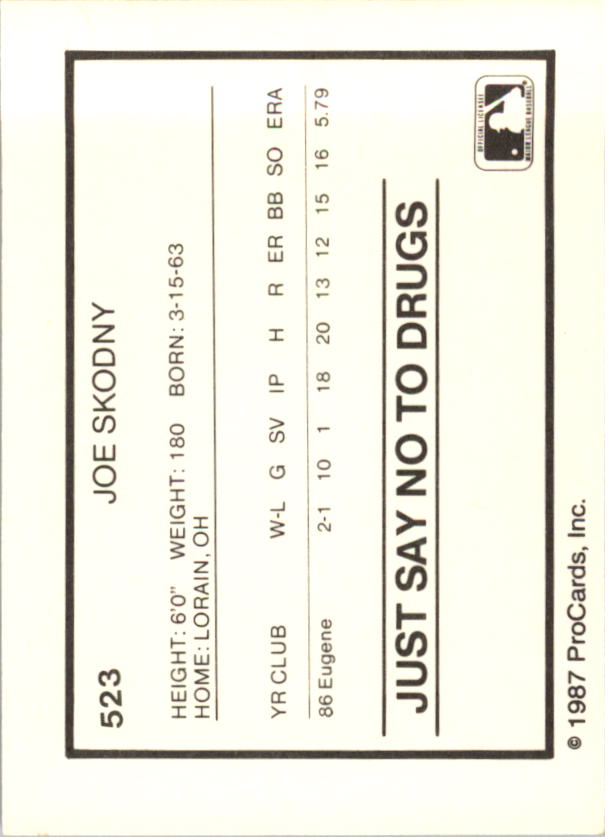 523 JOE SKODNY
HEIGHT: 6'0" WEIGHT: 180 BORN: 3-15-63
HOME: LORAIN, OH
YR CLUB W-L G SV IP H R ER BB SO ERA
86 Eugene 2-1 10 1 18 20 13 12 15 16 5.79
JUST SAY NO TO DRUGS
OFFICIAL LICENSEE
MAJOR LEAGUE BASEBALL®
© 1987 ProCards, Inc.